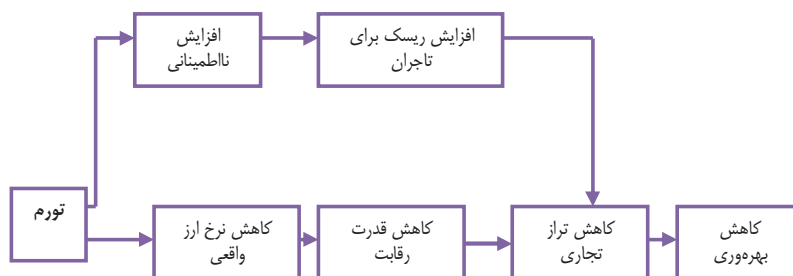 افزایش
نااطمینانی
افزایش ریسک برای
تاجران
تورم
کاهش نرخ ارز
واقعی
کاهش قدرت
رقابت
کاهش تراز
تجاری
کاهش
بهره‌وری